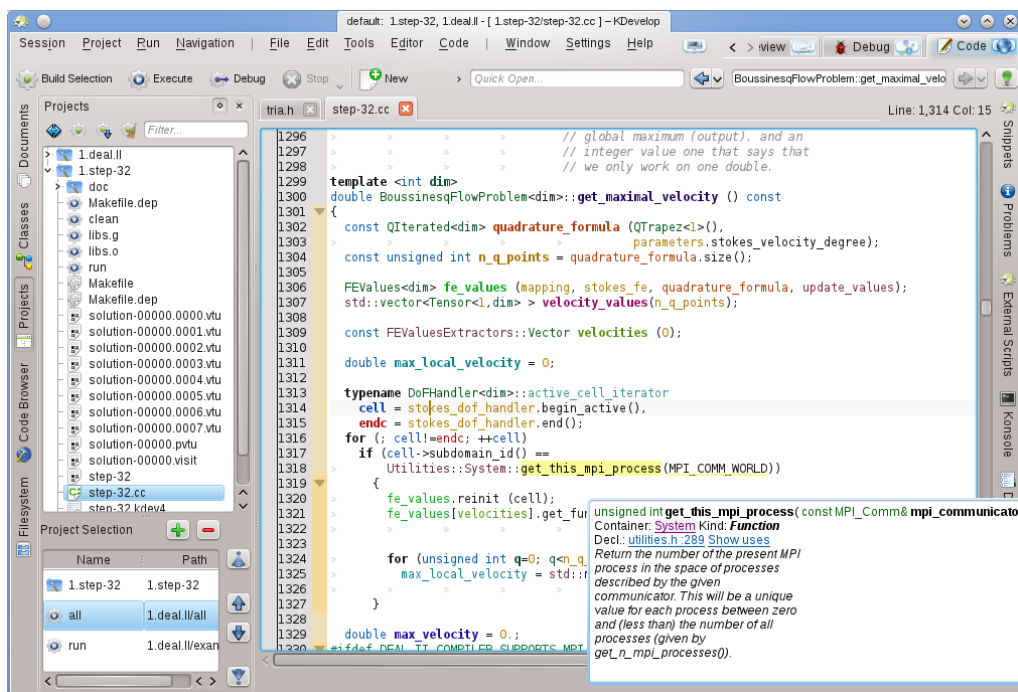 default: 1.step-32, 1.deal.II - [ 1.step-32/step-32.cc ] – KDevelop
Session Project Run Navigation | File Edit Tools Editor Code | Window Settings Help < > view Debug Code
Build Selection Execute Debug Stop New > Quick Open... BoussinesqFlowProblem::get_maximal_velo
Projects
Filter...
1.deal.II
1.step-32
doc
Makefile.dep
clean
libs.g
libs.o
run
Makefile
Makefile.dep
solution-00000.0000.vtu
solution-00000.0001.vtu
solution-00000.0002.vtu
solution-00000.0003.vtu
solution-00000.0004.vtu
solution-00000.0005.vtu
solution-00000.0006.vtu
solution-00000.0007.vtu
solution-00000.pvtu
solution-00000.visit
step-32
step-32.cc
step-32.kdev4
Project Selection
Name Path
1.step-32 1.step-32
all 1.deal.II/all
run 1.deal.II/exan
Documents
Classes
Projects
Code Browser
Filesystem
tria.h step-32.cc Line: 1,314 Col: 15
1296 // global maximum (output), and an
1297 // integer value one that says that
1298 // we only work on one double.
1299 template <int dim>
1300 double BoussinesqFlowProblem<dim>::get_maximal_velocity () const
1301 {
1302 const QIterated<dim> quadrature_formula (QTrapez<1>(),
1303 parameters.stokes_velocity_degree);
1304 const unsigned int n_q_points = quadrature_formula.size();
1305
1306 FEValues<dim> fe_values (mapping, stokes_fe, quadrature_formula, update_values);
1307 std::vector<Tensor<1,dim> > velocity_values(n_q_points);
1308
1309 const FEValuesExtractors::Vector velocities (0);
1310
1311 double max_local_velocity = 0;
1312
1313 typename DoFHandler<dim>::active_cell_iterator
1314 cell = stokes_dof_handler.begin_active(),
1315 endc = stokes_dof_handler.end();
1316 for (; cell!=endc; ++cell)
1317 if (cell->subdomain_id() ==
1318 Utilities::System::get_this_mpi_process(MPI_COMM_WORLD))
1319 {
1320 fe_values.reinit (cell);
1321 fe_values[velocities].get_fun
1322
1323
1324 for (unsigned int q=0; q<n_q
1325 max_local_velocity = std::
1326
1327 }
1328
1329 double max_velocity = 0.;
1330 #ifdef DEAL_II_COMPILER_SUPPORTS_MPI
unsigned int get_this_mpi_process( const MPI_Comm& mpi_communicato
Container: System Kind: Function
Decl.: utilities.h :289 Show uses
Return the number of the present MPI
process in the space of processes
described by the given
communicator. This will be a unique
value for each process between zero
and (less than) the number of all
processes (given by
get_n_mpi_processes()).
Snippets
Problems
External Scripts
Konsole